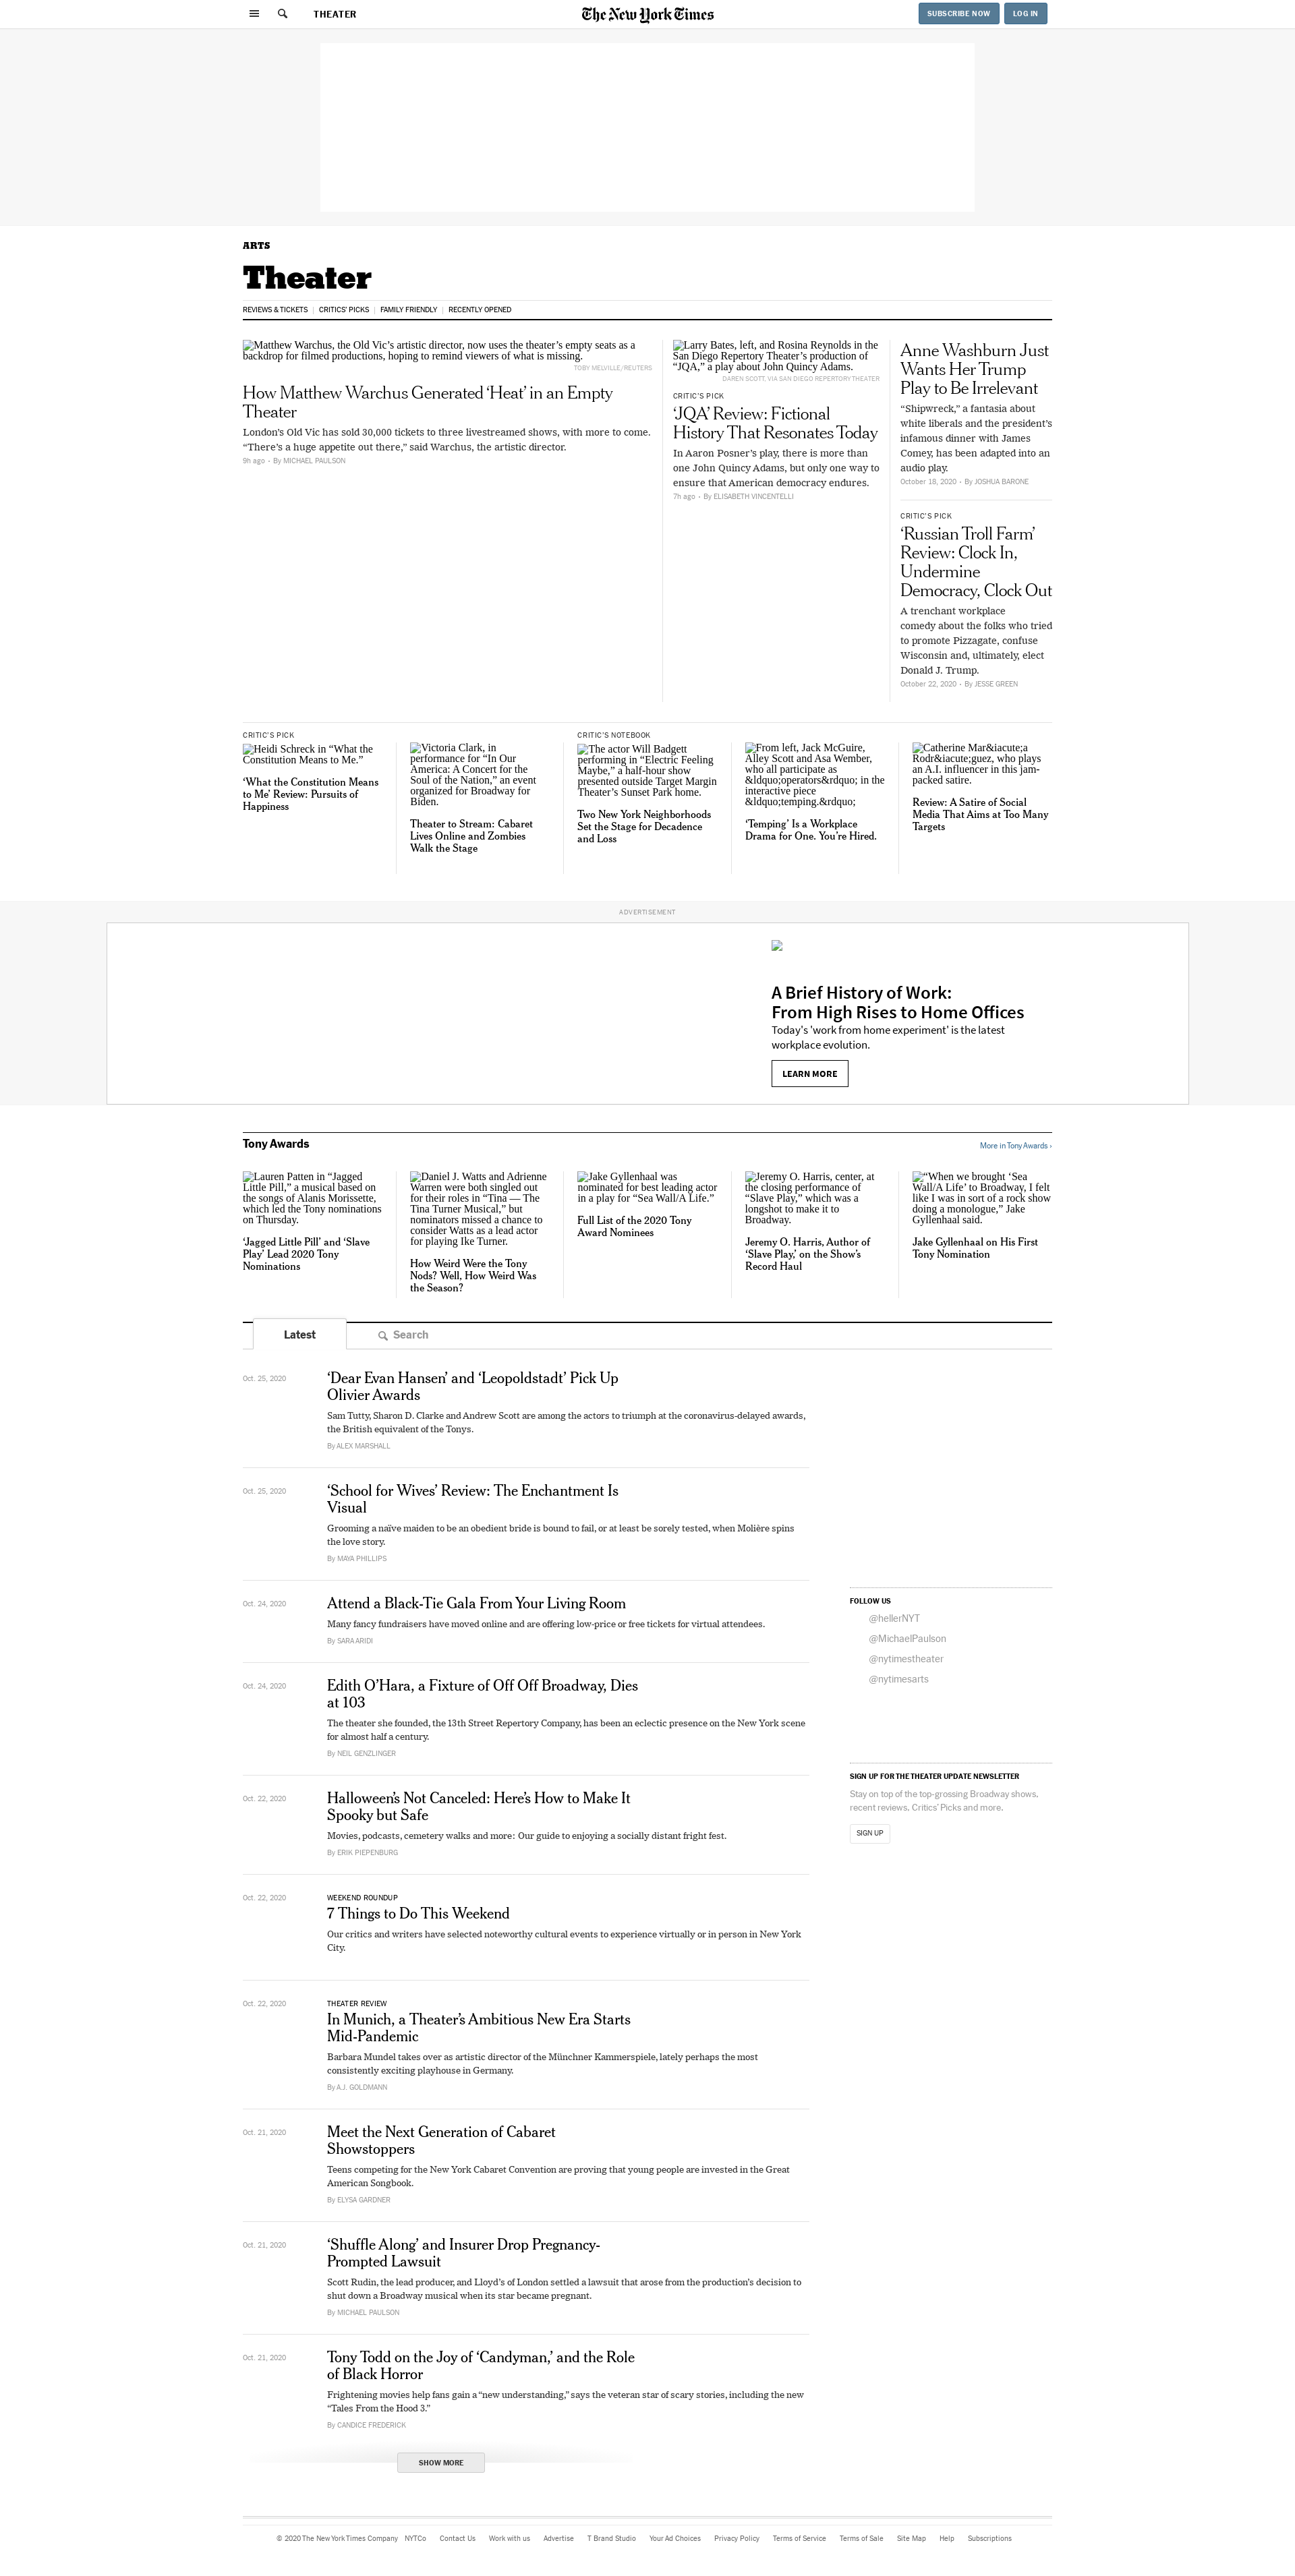 THEATER
The New York Times
SUBSCRIBE NOW
LOG IN
ARTS
Theater
REVIEWS & TICKETS
CRITICS' PICKS
FAMILY FRIENDLY
RECENTLY OPENED
Matthew Warchus, the Old Vic’s artistic director, now uses the theater’s empty seats as a
backdrop for filmed productions, hoping to remind viewers of what is missing.
TOBY MELVILLE/REUTERS
How Matthew Warchus Generated ‘Heat’ in an Empty
Theater
London’s Old Vic has sold 30,000 tickets to three livestreamed shows, with more to come.
“There’s a huge appetite out there,” said Warchus, the artistic director.
9h ago • By MICHAEL PAULSON
Larry Bates, left, and Rosina Reynolds in the
San Diego Repertory Theater’s production of
“JQA,” a play about John Quincy Adams.
DAREN SCOTT, VIA SAN DIEGO REPERTORY THEATER
CRITIC’S PICK
‘JQA’ Review: Fictional
History That Resonates Today
In Aaron Posner’s play, there is more than
one John Quincy Adams, but only one way to
ensure that American democracy endures.
7h ago • By ELISABETH VINCENTELLI
Anne Washburn Just
Wants Her Trump
Play to Be Irrelevant
“Shipwreck,” a fantasia about
white liberals and the president’s
infamous dinner with James
Comey, has been adapted into an
audio play.
October 18, 2020 • By JOSHUA BARONE
CRITIC’S PICK
‘Russian Troll Farm’
Review: Clock In,
Undermine
Democracy, Clock Out
A trenchant workplace
comedy about the folks who tried
to promote Pizzagate, confuse
Wisconsin and, ultimately, elect
Donald J. Trump.
October 22, 2020 • By JESSE GREEN
CRITIC’S PICK
Heidi Schreck in “What the
Constitution Means to Me.”
‘What the Constitution Means
to Me’ Review: Pursuits of
Happiness
Victoria Clark, in
performance for “In Our
America: A Concert for the
Soul of the Nation,” an event
organized for Broadway for
Biden.
Theater to Stream: Cabaret
Lives Online and Zombies
Walk the Stage
CRITIC’S NOTEBOOK
The actor Will Badgett
performing in “Electric Feeling
Maybe,” a half-hour show
presented outside Target Margin
Theater’s Sunset Park home.
Two New York Neighborhoods
Set the Stage for Decadence
and Loss
From left, Jack McGuire,
Alley Scott and Asa Wember,
who all participate as
&ldquo;operators&rdquo; in the
interactive piece
&ldquo;temping.&rdquo;
‘Temping’ Is a Workplace
Drama for One. You’re Hired.
Catherine Mar&iacute;a
Rodr&iacute;guez, who plays
an A.I. influencer in this jam-
packed satire.
Review: A Satire of Social
Media That Aims at Too Many
Targets
ADVERTISEMENT
A Brief History of Work:
From High Rises to Home Offices
Today's 'work from home experiment' is the latest
workplace evolution.
LEARN MORE
Tony Awards
More in Tony Awards ›
Lauren Patten in “Jagged
Little Pill,” a musical based on
the songs of Alanis Morissette,
which led the Tony nominations
on Thursday.
‘Jagged Little Pill’ and ‘Slave
Play’ Lead 2020 Tony
Nominations
Daniel J. Watts and Adrienne
Warren were both singled out
for their roles in “Tina — The
Tina Turner Musical,” but
nominators missed a chance to
consider Watts as a lead actor
for playing Ike Turner.
How Weird Were the Tony
Nods? Well, How Weird Was
the Season?
Jake Gyllenhaal was
nominated for best leading actor
in a play for “Sea Wall/A Life.”
Full List of the 2020 Tony
Award Nominees
Jeremy O. Harris, center, at
the closing performance of
“Slave Play,” which was a
longshot to make it to
Broadway.
Jeremy O. Harris, Author of
‘Slave Play,’ on the Show’s
Record Haul
“When we brought ‘Sea
Wall/A Life’ to Broadway, I felt
like I was in sort of a rock show
doing a monologue,” Jake
Gyllenhaal said.
Jake Gyllenhaal on His First
Tony Nomination
Latest
Search
Oct. 25, 2020
‘Dear Evan Hansen’ and ‘Leopoldstadt’ Pick Up
Olivier Awards
Sam Tutty, Sharon D. Clarke and Andrew Scott are among the actors to triumph at the coronavirus-delayed awards,
the British equivalent of the Tonys.
By ALEX MARSHALL
Oct. 25, 2020
‘School for Wives’ Review: The Enchantment Is
Visual
Grooming a naïve maiden to be an obedient bride is bound to fail, or at least be sorely tested, when Molière spins
the love story.
By MAYA PHILLIPS
Oct. 24, 2020
Attend a Black-Tie Gala From Your Living Room
Many fancy fundraisers have moved online and are offering low-price or free tickets for virtual attendees.
By SARA ARIDI
Oct. 24, 2020
Edith O’Hara, a Fixture of Off Off Broadway, Dies
at 103
The theater she founded, the 13th Street Repertory Company, has been an eclectic presence on the New York scene
for almost half a century.
By NEIL GENZLINGER
Oct. 22, 2020
Halloween’s Not Canceled: Here’s How to Make It
Spooky but Safe
Movies, podcasts, cemetery walks and more: Our guide to enjoying a socially distant fright fest.
By ERIK PIEPENBURG
Oct. 22, 2020
WEEKEND ROUNDUP
7 Things to Do This Weekend
Our critics and writers have selected noteworthy cultural events to experience virtually or in person in New York
City.
Oct. 22, 2020
THEATER REVIEW
In Munich, a Theater’s Ambitious New Era Starts
Mid-Pandemic
Barbara Mundel takes over as artistic director of the Münchner Kammerspiele, lately perhaps the most
consistently exciting playhouse in Germany.
By A.J. GOLDMANN
Oct. 21, 2020
Meet the Next Generation of Cabaret
Showstoppers
Teens competing for the New York Cabaret Convention are proving that young people are invested in the Great
American Songbook.
By ELYSA GARDNER
Oct. 21, 2020
‘Shuffle Along’ and Insurer Drop Pregnancy-
Prompted Lawsuit
Scott Rudin, the lead producer, and Lloyd’s of London settled a lawsuit that arose from the production’s decision to
shut down a Broadway musical when its star became pregnant.
By MICHAEL PAULSON
Oct. 21, 2020
Tony Todd on the Joy of ‘Candyman,’ and the Role
of Black Horror
Frightening movies help fans gain a “new understanding,” says the veteran star of scary stories, including the new
“Tales From the Hood 3.”
By CANDICE FREDERICK
SHOW MORE
FOLLOW US
@hellerNYT
@MichaelPaulson
@nytimestheater
@nytimesarts
SIGN UP FOR THE THEATER UPDATE NEWSLETTER
Stay on top of the top-grossing Broadway shows,
recent reviews, Critics’ Picks and more.
SIGN UP
© 2020 The New York Times Company NYTCo Contact Us Work with us Advertise T Brand Studio Your Ad Choices Privacy Policy Terms of Service Terms of Sale Site Map Help Subscriptions